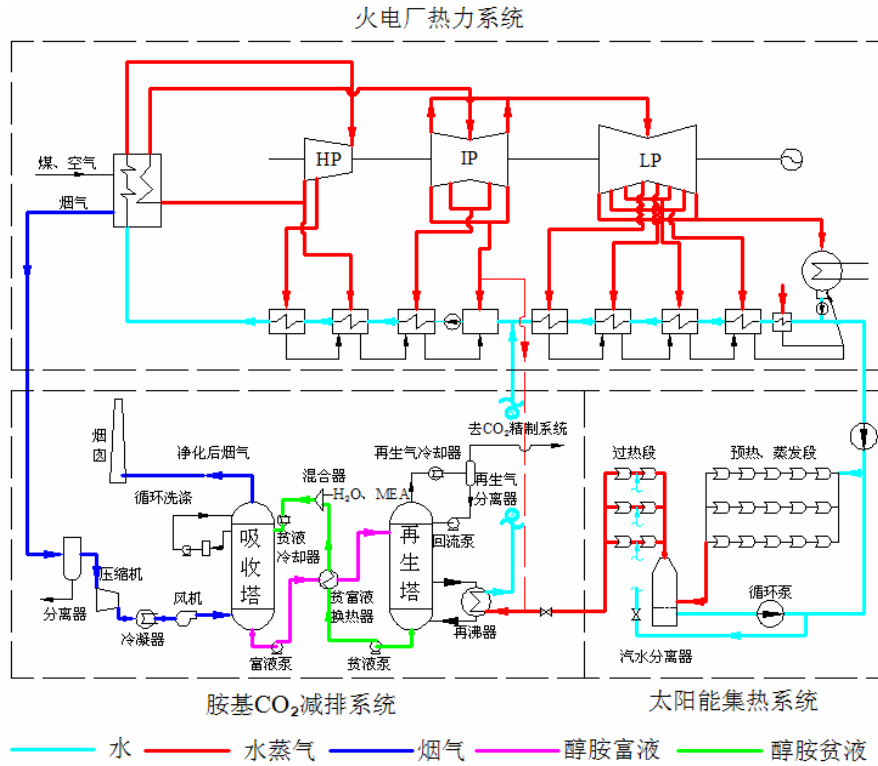 火电厂热力系统
HP
IP
LP
煤、空气
烟气
去CO₂精制系统
烟囱
净化后烟气
混合器
再生气冷却器
过热段
预热、蒸发段
H₂O、MEA
再生气
分离器
循环洗涤
贫液
冷却器
回流泵
吸收塔
再生塔
压缩机
风机
贫富液
换热器
循环泵
分离器
冷凝器
再沸器
富液泵
贫液泵
汽水分离器
胺基CO₂减排系统
太阳能集热系统
水
水蒸气
烟气
醇胺富液
醇胺贫液